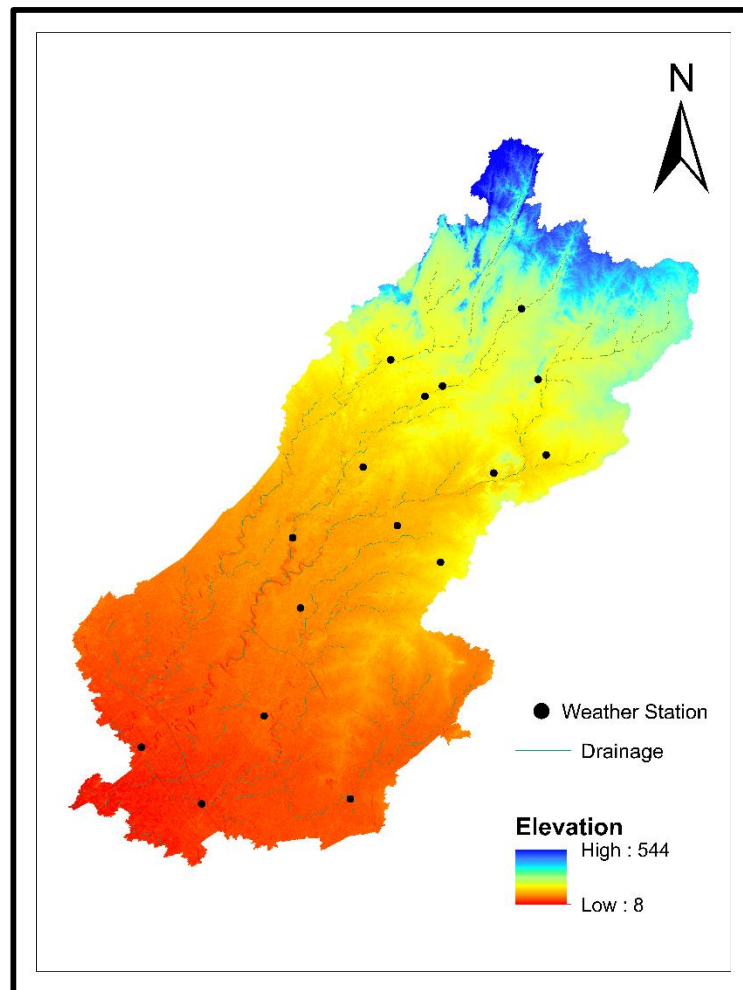 N
Weather Station
Drainage
Elevation
High : 544
Low : 8